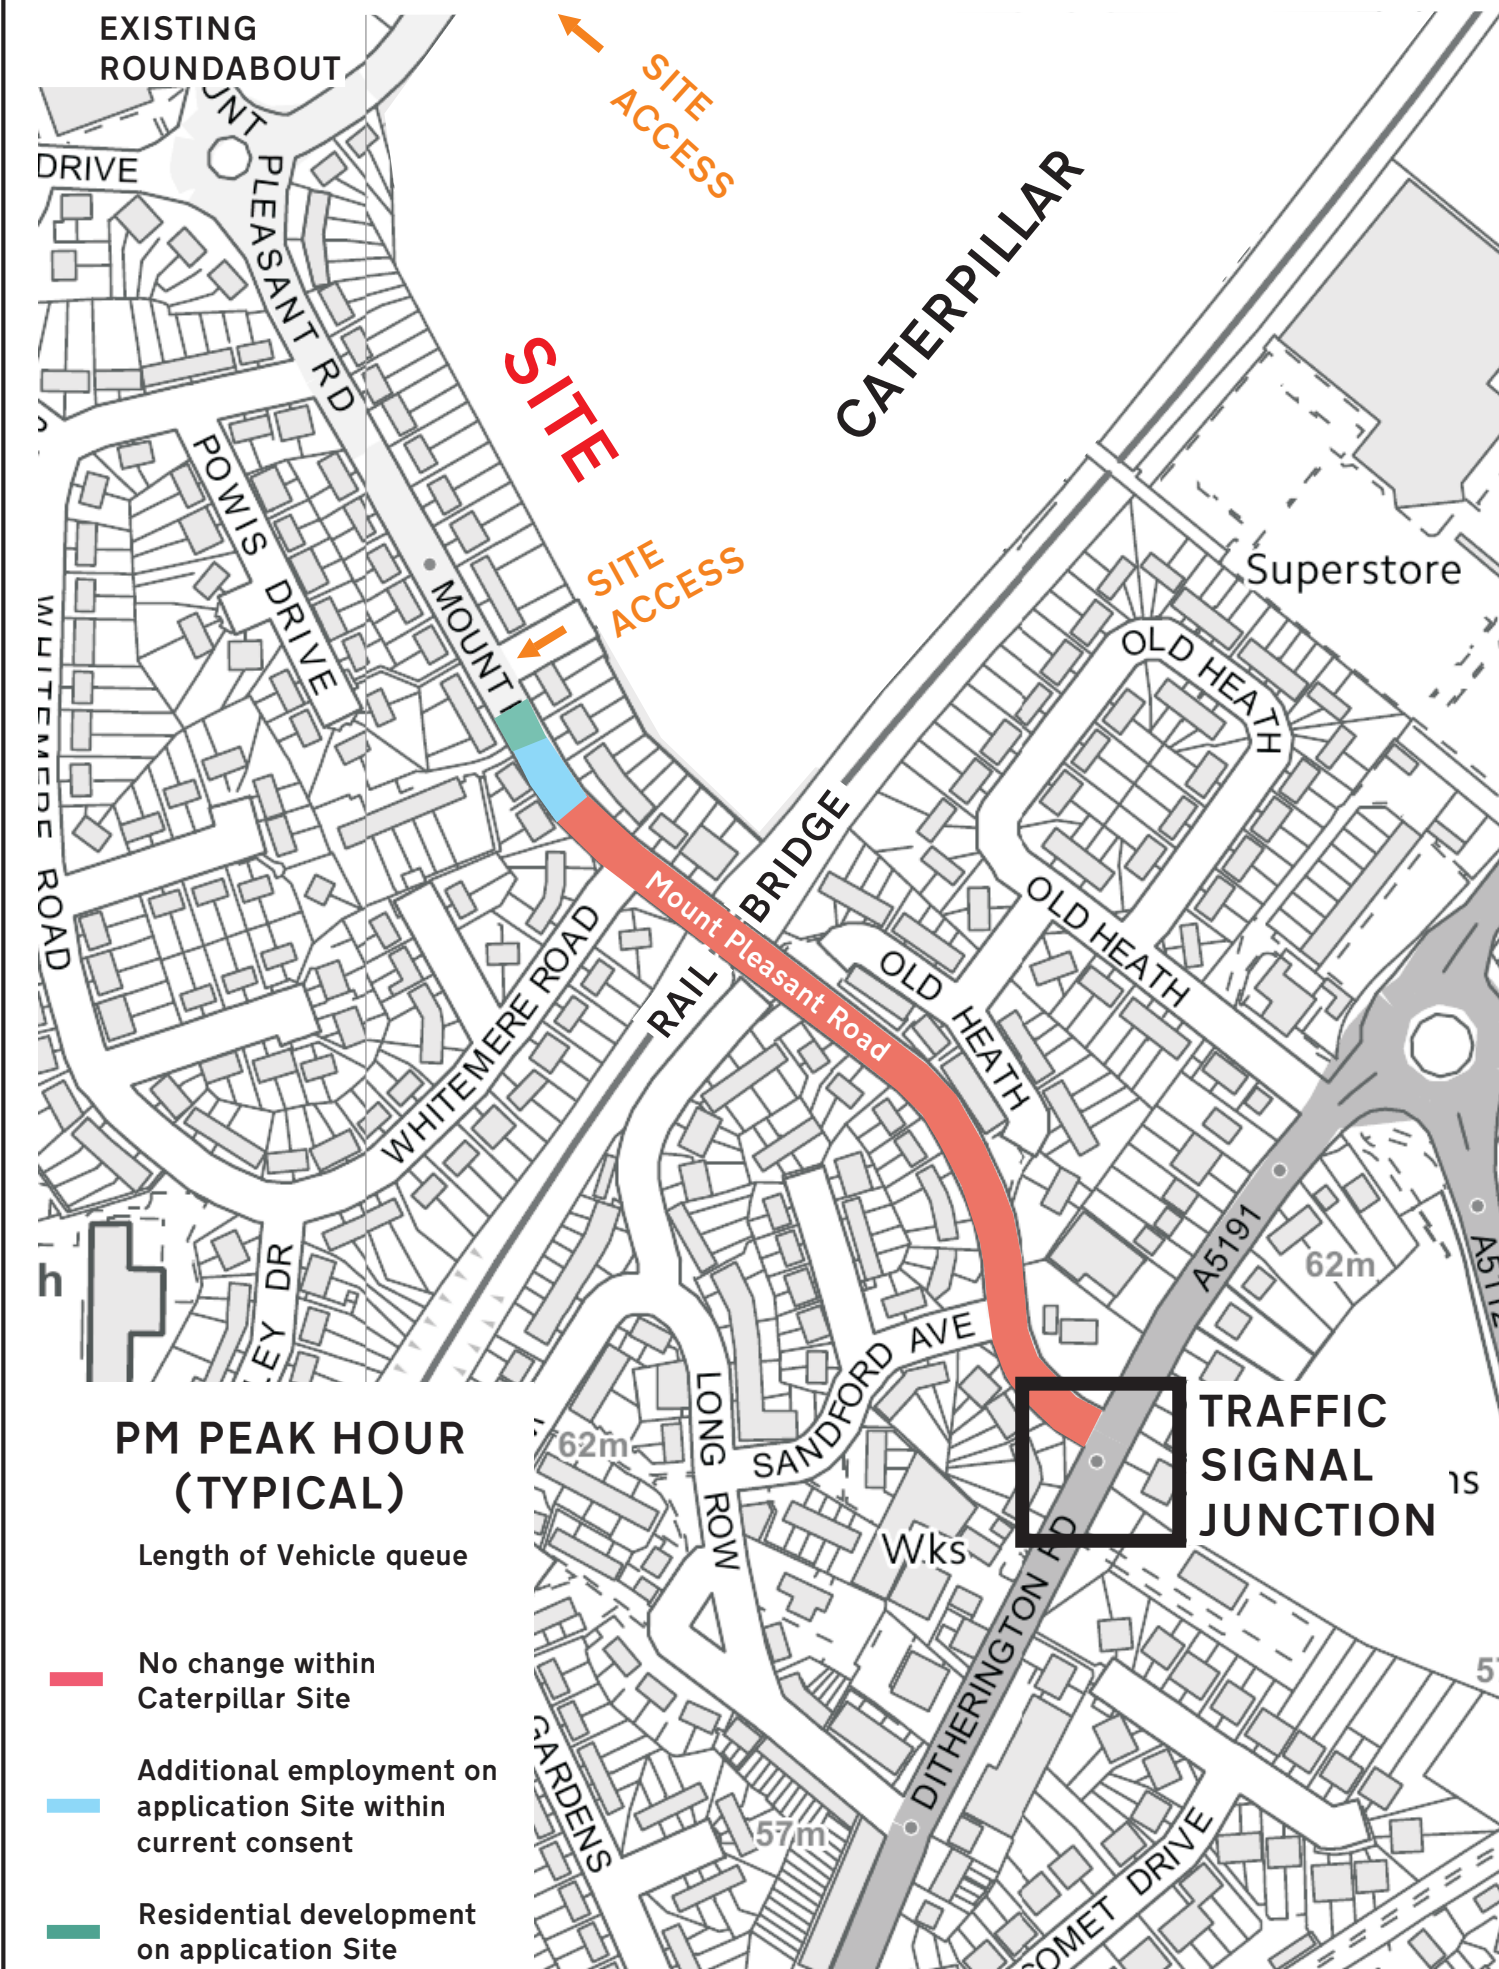 EXISTING
ROUNDABOUT
SITE
ACCESS
DRIVE
PLEASANT RD
CATERPILLAR
SITE
POWIS DRIVE
SITE
ACCESS
MOUNT
Superstore
OLD HEATH
WHITEMERE ROAD
BRIDGE
RAIL
Mount Pleasant Road
OLD HEATH
OLD HEATH
WHITEMERE ROAD
A5191
62m
A5112
h
SANDFORD AVE
LONG ROW
62m
TRAFFIC
SIGNAL
JUNCTION
Wks
DITHERINGTON RD
57m
GARDENS
COMET DRIVE
PM PEAK HOUR
(TYPICAL)
Length of Vehicle queue
No change within
Caterpillar Site
Additional employment on
application Site within
current consent
Residential development
on application Site